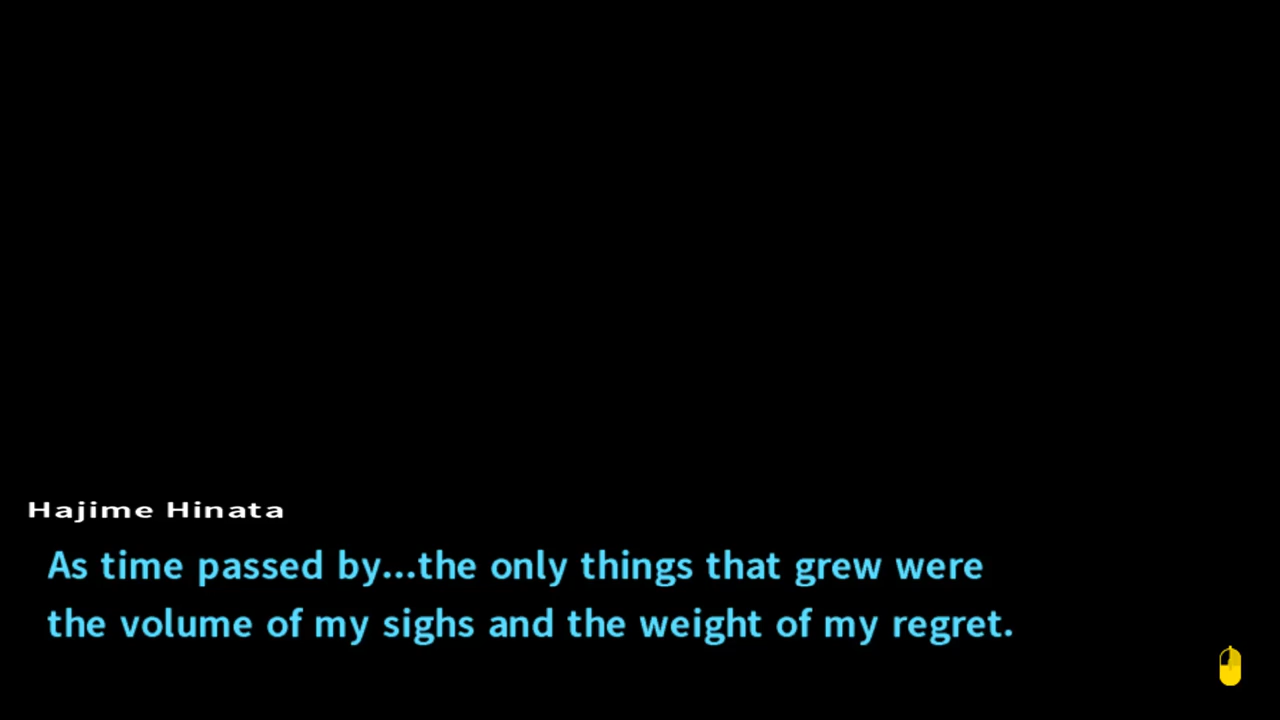 Hajime Hinata
As time passed by...the only things that grew were
the volume of my sighs and the weight of my regret.